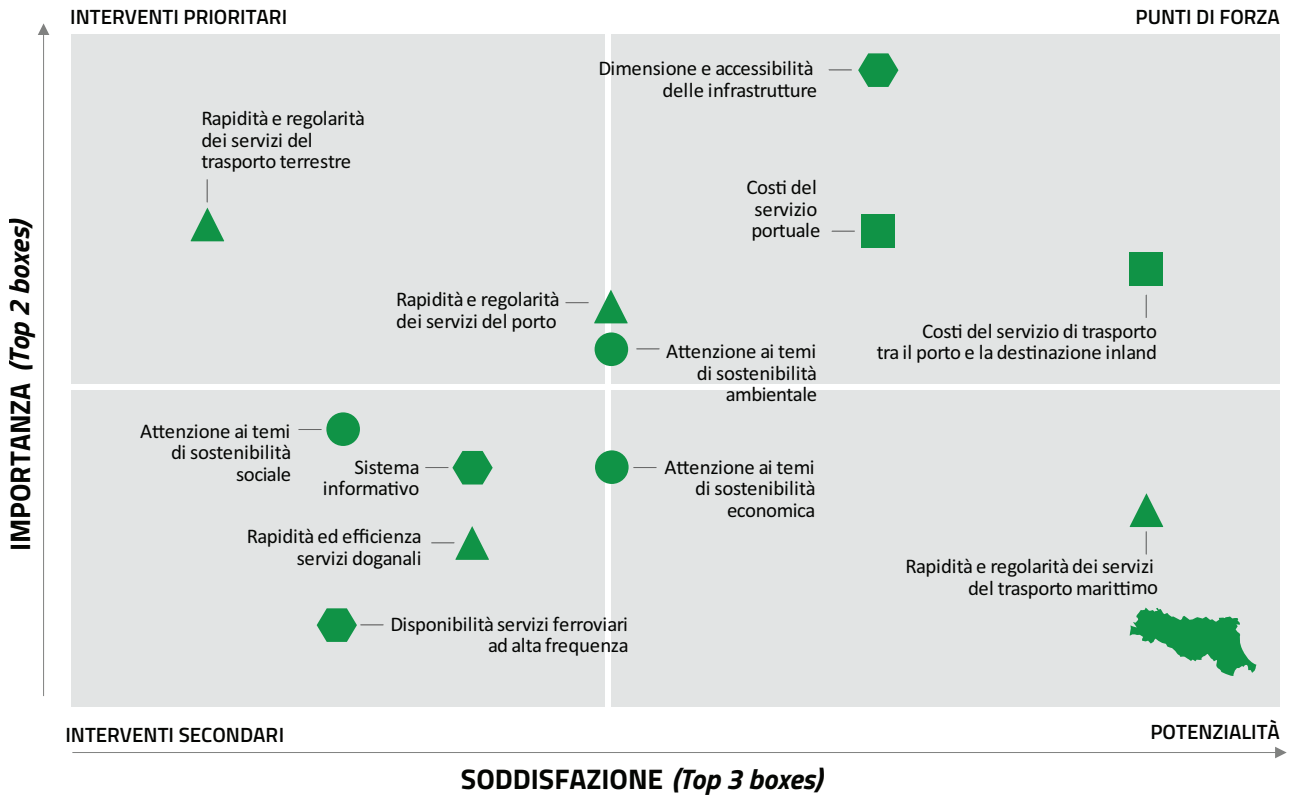 INTERVENTI PRIORITARI
PUNTI DI FORZA
Dimensione e accessibilità
delle infrastrutture
Rapidità e regolarità
dei servizi del
trasporto terrestre
Costi del
servizio
portuale
Rapidità e regolarità
dei servizi del porto
Costi del servizio di trasporto
tra il porto e la destinazione inland
Attenzione ai temi
di sostenibilità
ambientale
Attenzione ai temi
di sostenibilità
sociale
Sistema
informativo
Attenzione ai temi
di sostenibilità
economica
Rapidità ed efficienza
servizi doganali
Rapidità e regolarità dei servizi
del trasporto marittimo
Disponibilità servizi ferroviari
ad alta frequenza
INTERVENTI SECONDARI
POTENZIALITÀ
IMPORTANZA (Top 2 boxes)
SODDISFAZIONE (Top 3 boxes)